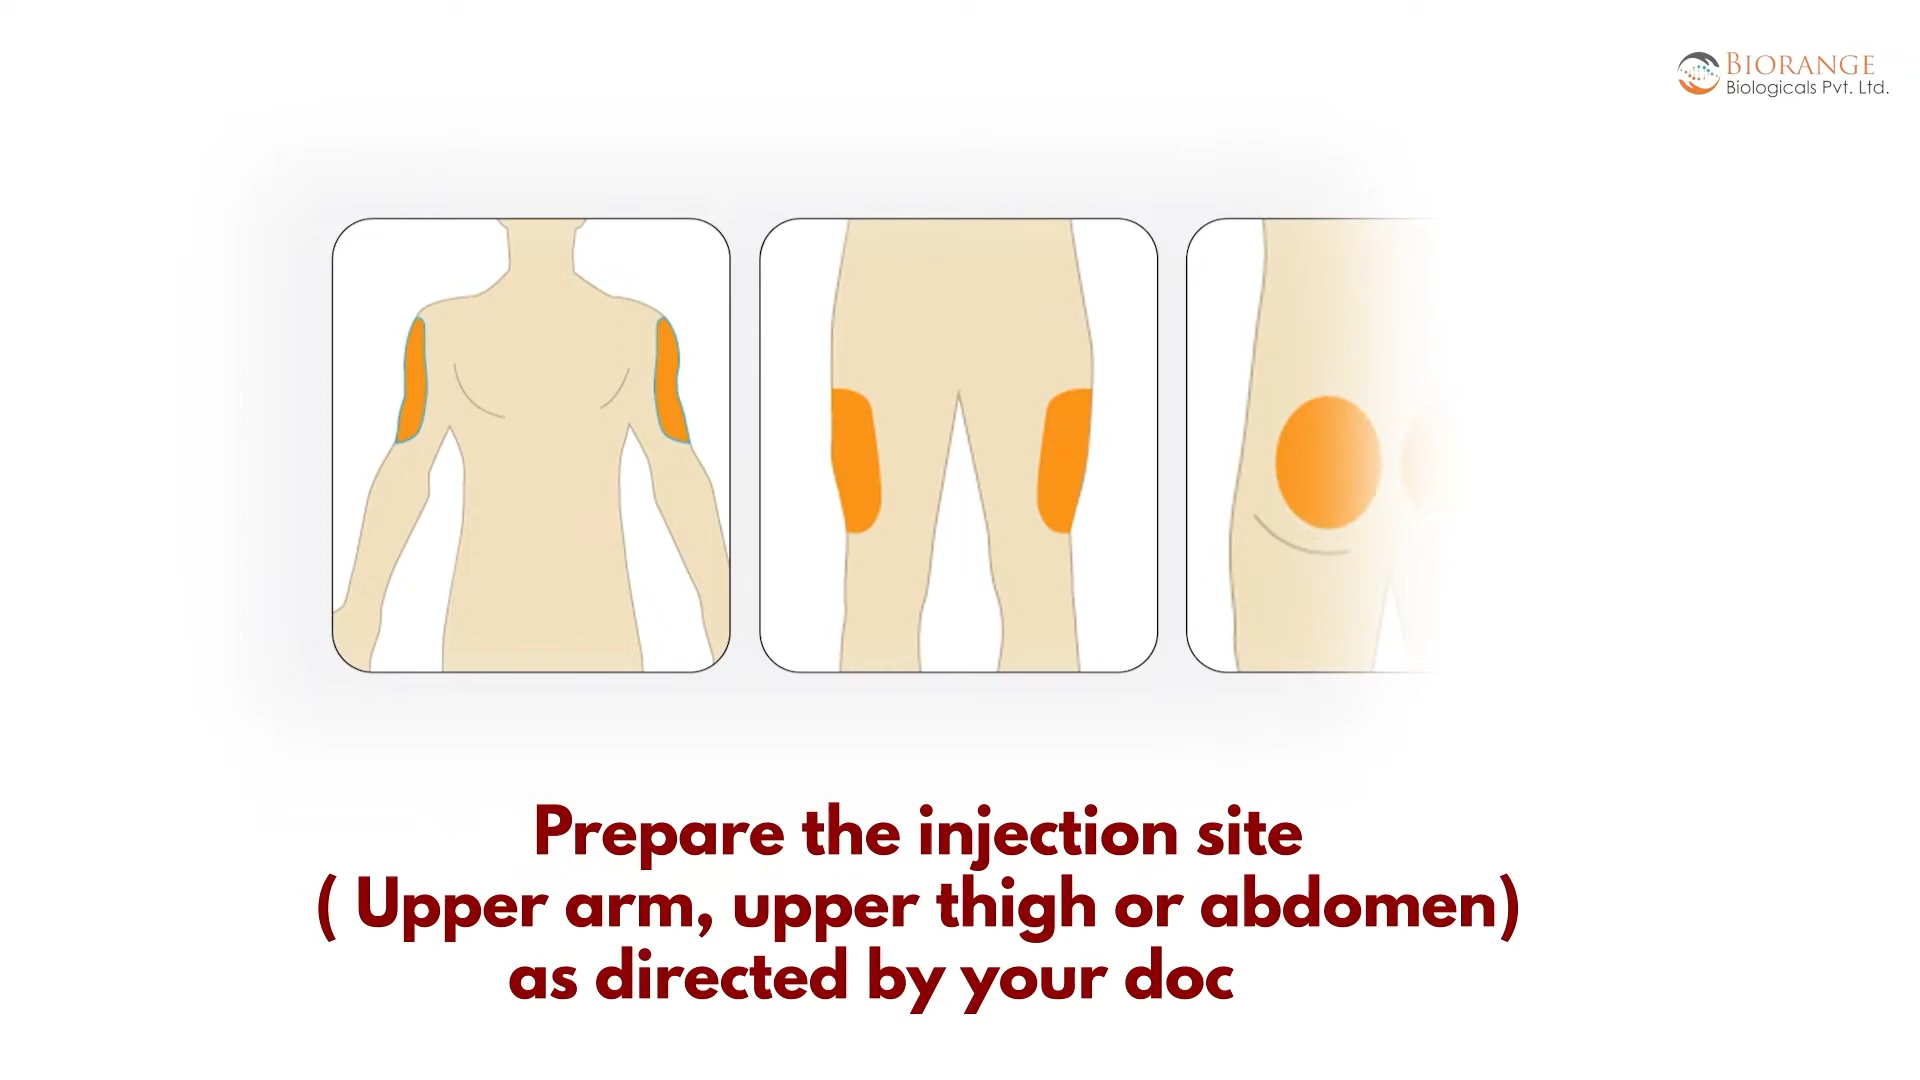 BIORANGE
Biologicals Pvt. Ltd.
Prepare the injection site
( Upper arm, upper thigh or abdomen)
as directed by your doc